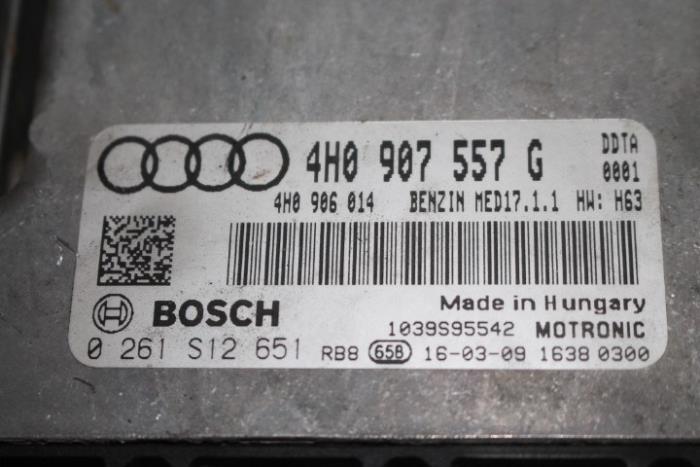 4H0 907 557 G DDTA
0001
4H0 906 014 BENZIN MED17.1.1 HW: H63
BOSCH Made in Hungary
1039S95542 MOTRONIC
0 261 S12 651 RB8 658 16-03-09 1638 0300